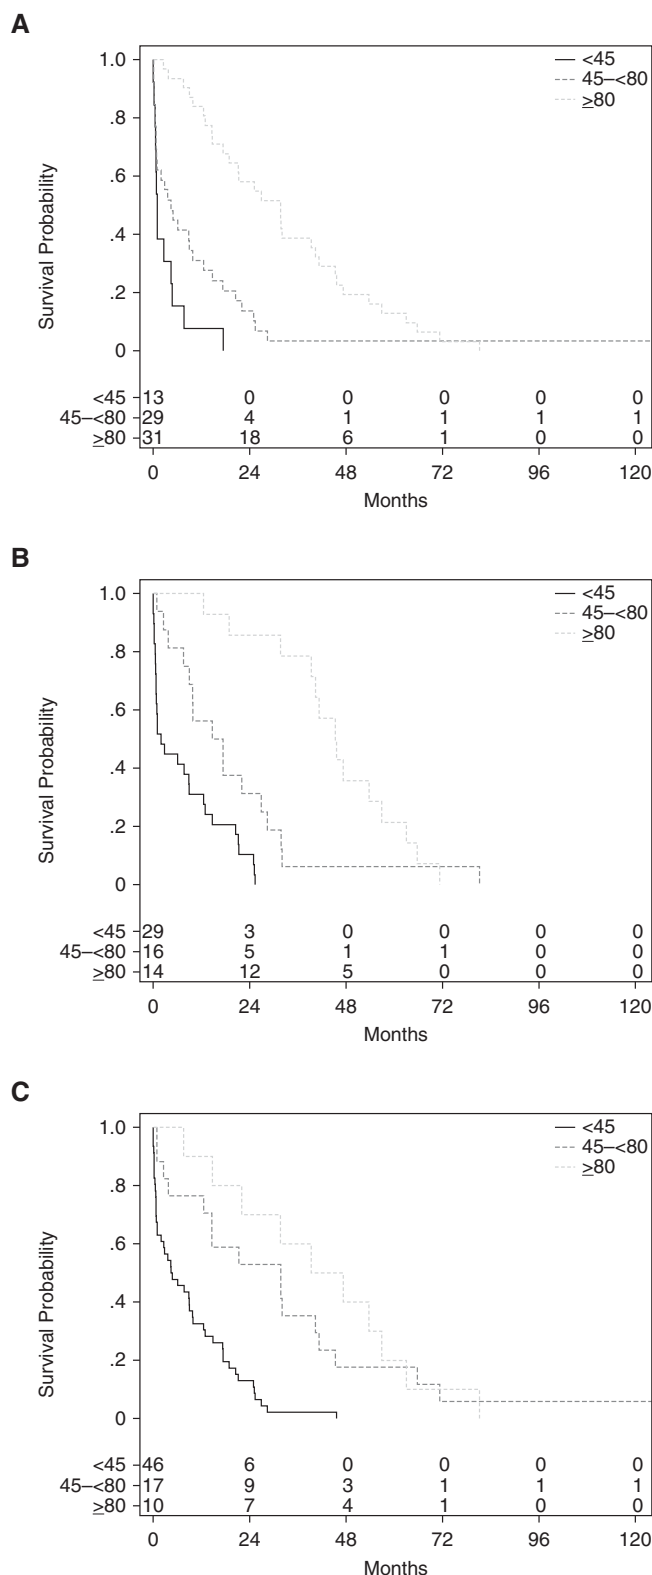 A
1.0
.8
.6
.4
.2
0
Survival Probability
<45
45–<80
≥80
<45 13 0 0 0 0 0
45–<80 29 4 1 1 1 1
≥80 31 18 6 1 0 0
0 24 48 72 96 120
Months
B
1.0
.8
.6
.4
.2
0
Survival Probability
<45
45–<80
≥80
<45 29 3 0 0 0 0
45–<80 16 5 1 1 0 0
≥80 14 12 5 0 0 0
0 24 48 72 96 120
Months
C
1.0
.8
.6
.4
.2
0
Survival Probability
<45
45–<80
≥80
<45 46 6 0 0 0 0
45–<80 17 9 3 1 1 1
≥80 10 7 4 1 0 0
0 24 48 72 96 120
Months